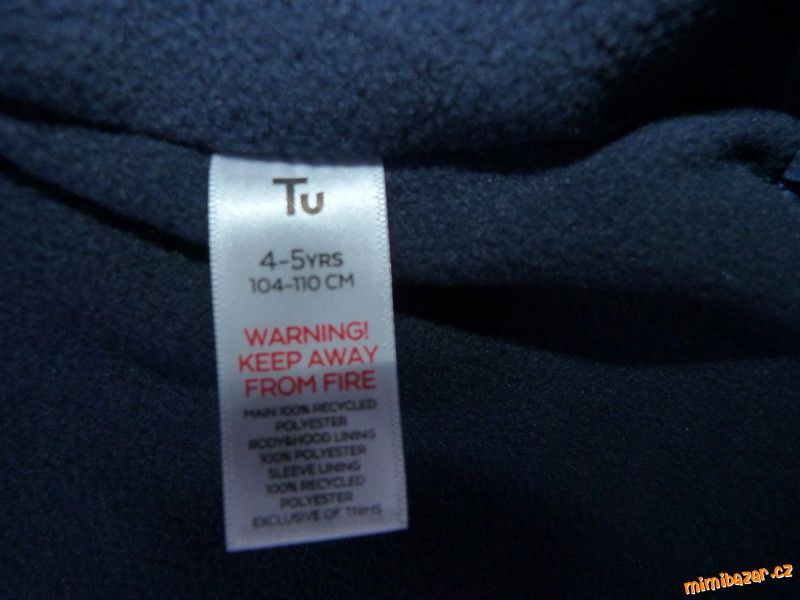 Tu
4-5YRS
104-110 CM
WARNING!
KEEP AWAY
FROM FIRE
MAIN 100% RECYCLED
POLYESTER
BODY&HOOD LINING
100% POLYESTER
SLEEVE LINING
100% RECYCLED
POLYESTER
EXCLUSIVE OF TRIMS
mimibazar.cz